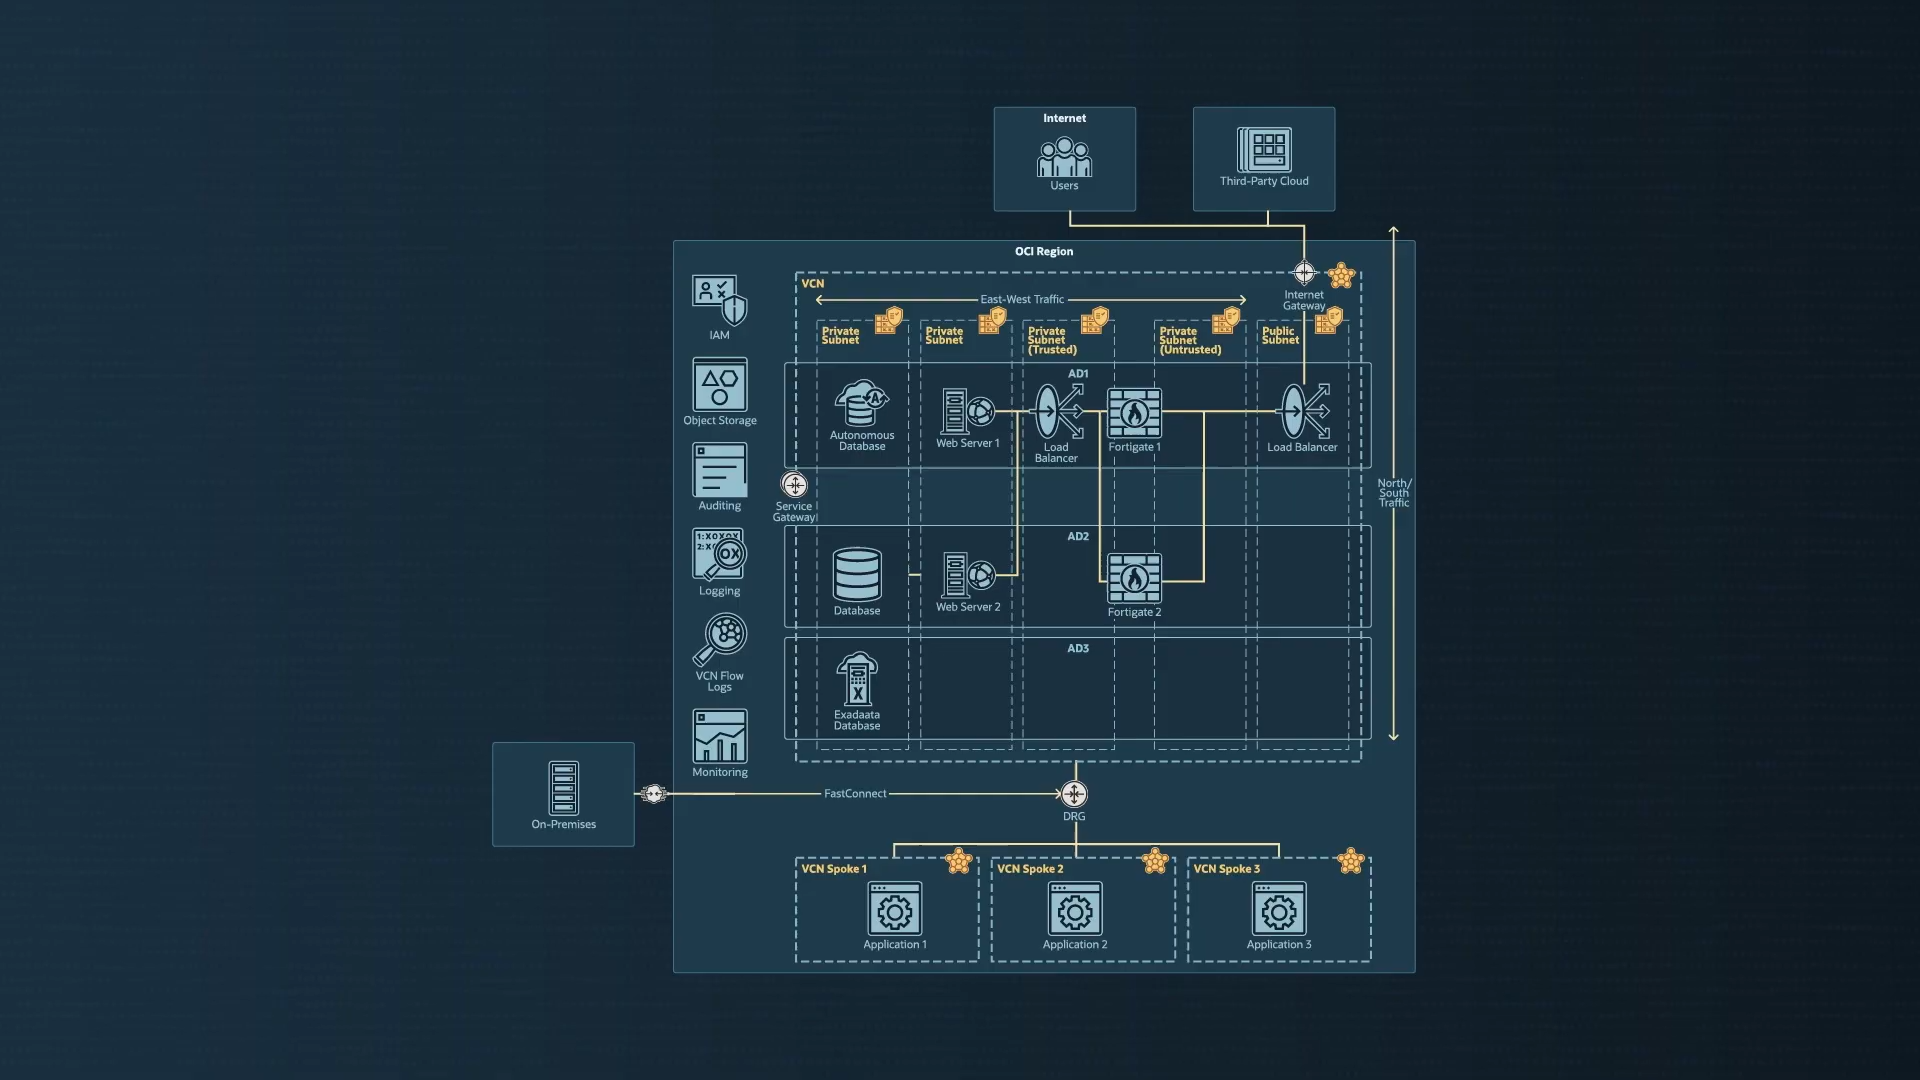 Internet
Users
Third-Party Cloud
OCI Region
VCN
East-West Traffic
Internet
Gateway
Private
Subnet
Private
Subnet
Private
Subnet
(Trusted)
Private
Subnet
(Untrusted)
Public
Subnet
IAM
Object Storage
Auditing
1:XOXOX
2:X
OX
Logging
VCN Flow
Logs
Monitoring
AD1
A
Autonomous
Database
Web Server 1
Load
Balancer
Fortigate 1
Load Balancer
Service
Gateway
North/
South
Traffic
AD2
Database
Web Server 2
Fortigate 2
AD3
X
Exadaata
Database
On-Premises
FastConnect
DRG
VCN Spoke 1
Application 1
VCN Spoke 2
Application 2
VCN Spoke 3
Application 3